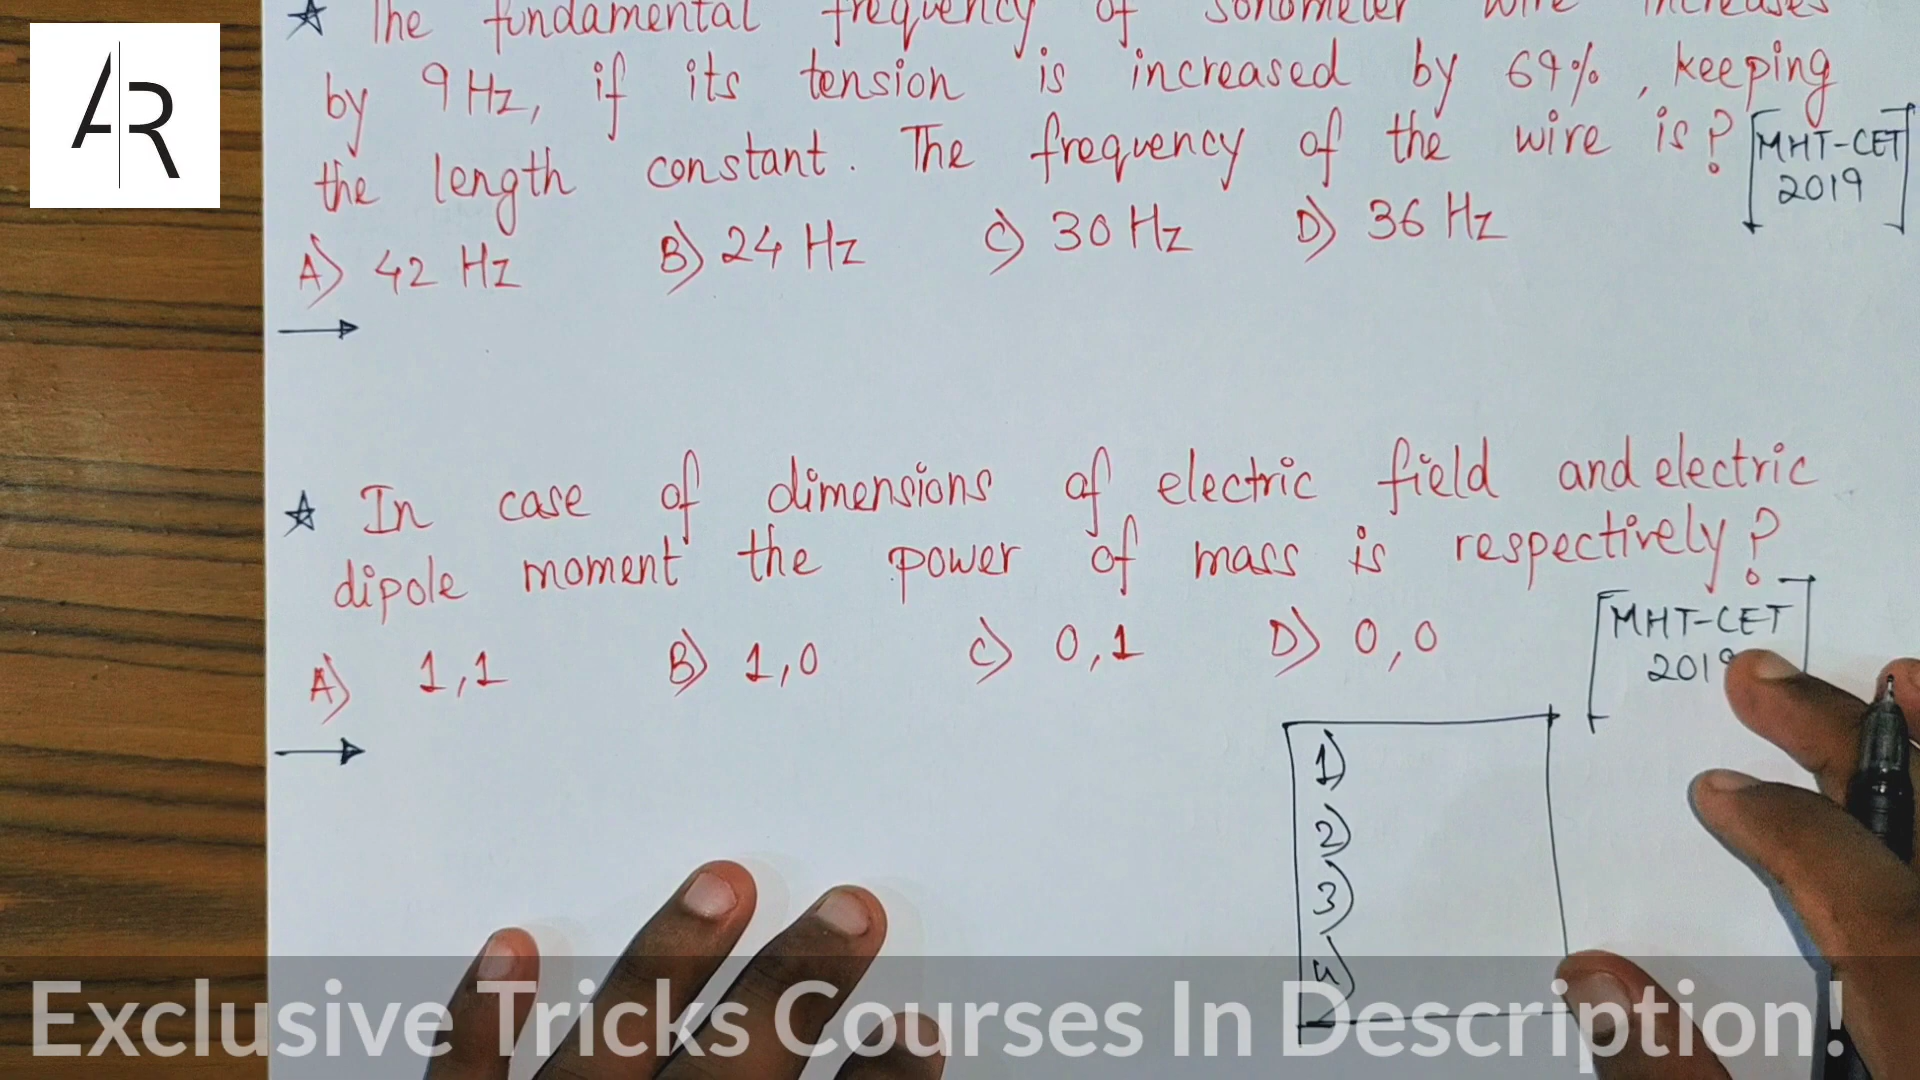 AR
☆ The fundamental frequency of sonometer wire increases
by 9 Hz, if its tension is increased by 69%, keeping
the length constant. The frequency of the wire is? [MHT-CET
2019]
A) 42 Hz B) 24 Hz C) 30 Hz D) 36 Hz
→
☆ In case of dimensions of electric field and electric
dipole moment the power of mass is respectively?
[MHT-CET
2019]
A) 1,1 B) 1,0 C) 0,1 D) 0,0
→
1)
2)
3)
4)
Exclusive Tricks Courses In Description!